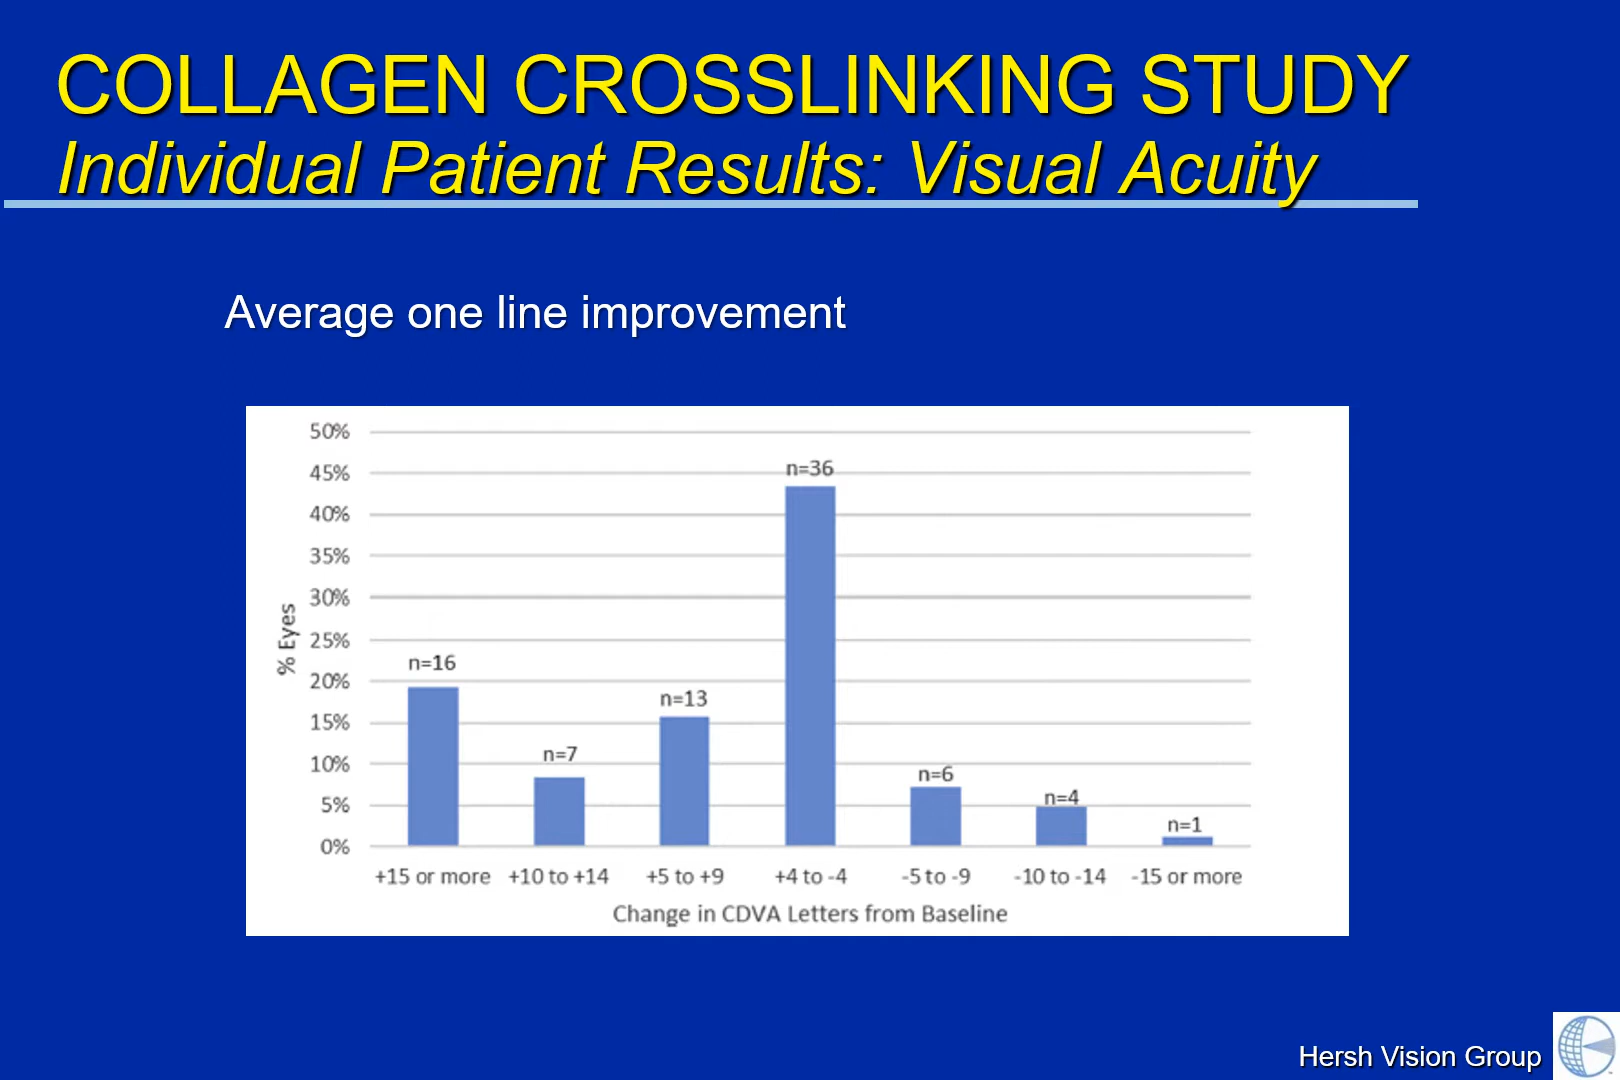 COLLAGEN CROSSLINKING STUDY
Individual Patient Results: Visual Acuity
Average one line improvement
50%
45%
40%
35%
30%
25%
20%
15%
10%
5%
0%
% Eyes
n=16
n=7
n=13
n=36
n=6
n=4
n=1
+15 or more +10 to +14 +5 to +9 +4 to -4 -5 to -9 -10 to -14 -15 or more
Change in CDVA Letters from Baseline
Hersh Vision Group